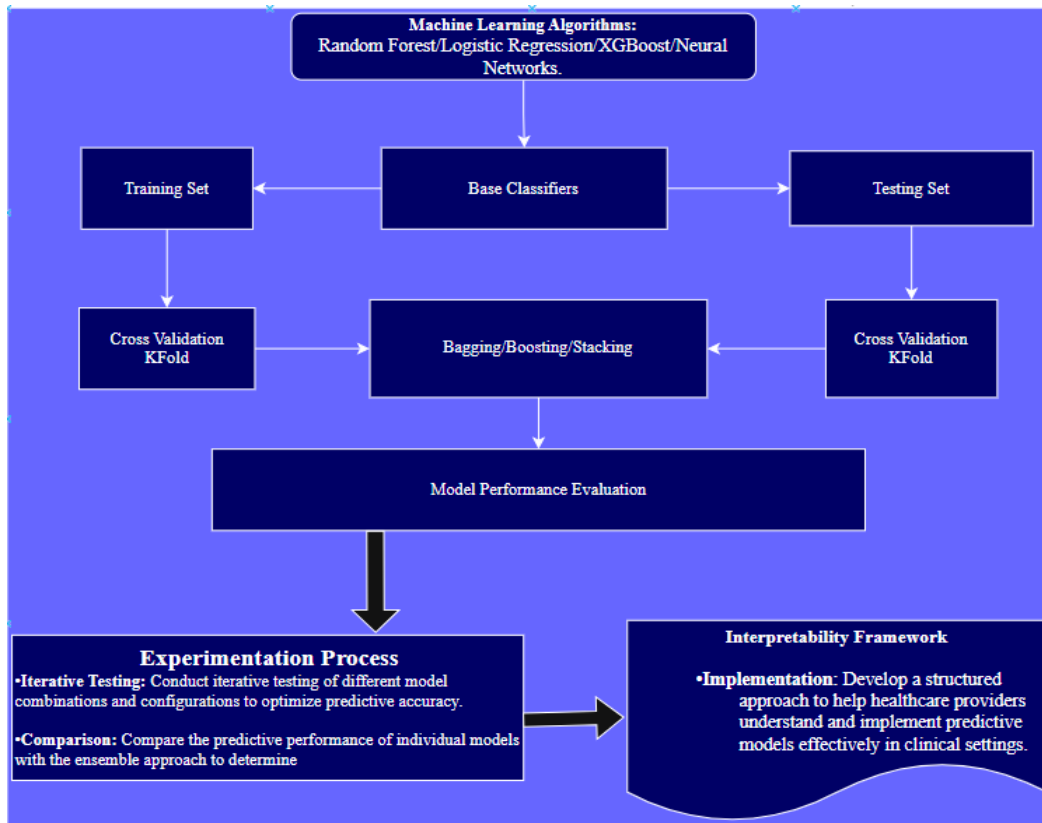 Machine Learning Algorithms:
Random Forest/Logistic Regression/XGBoost/Neural
Networks.
Training Set
Base Classifiers
Testing Set
Cross Validation
KFold
Bagging/Boosting/Stacking
Cross Validation
KFold
Model Performance Evaluation
Experimentation Process
•Iterative Testing: Conduct iterative testing of different model
combinations and configurations to optimize predictive accuracy.
•Comparison: Compare the predictive performance of individual models
with the ensemble approach to determine
Interpretability Framework
•Implementation: Develop a structured
approach to help healthcare providers
understand and implement predictive
models effectively in clinical settings.